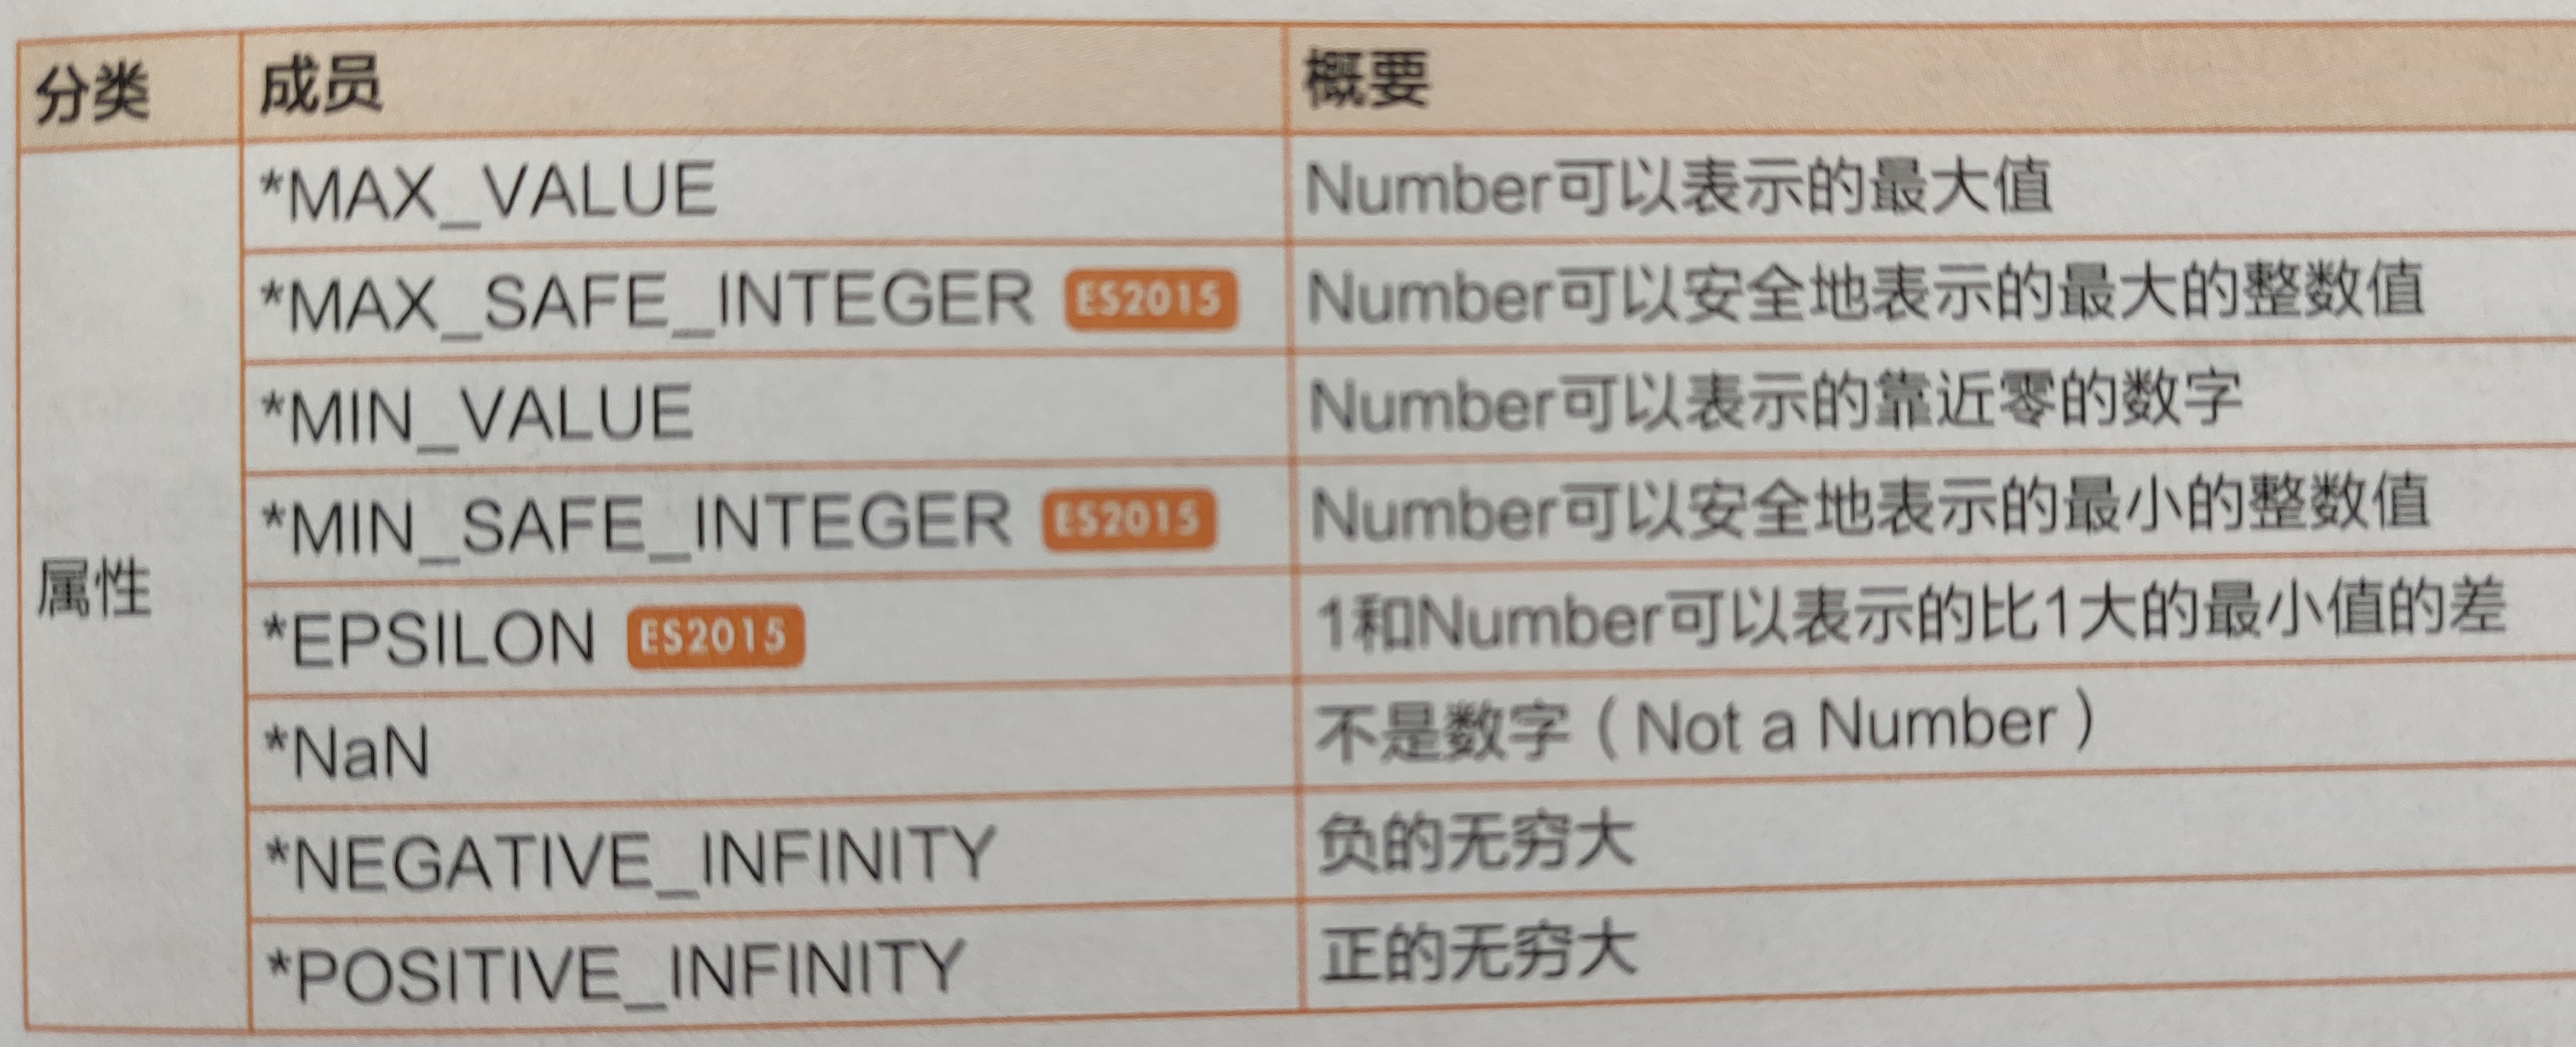 分类 成员 概要
*MAX_VALUE Number可以表示的最大值
*MAX_SAFE_INTEGER ES2015 Number可以安全地表示的最大的整数值
*MIN_VALUE Number可以表示的靠近零的数字
*MIN_SAFE_INTEGER ES2015 Number可以安全地表示的最小的整数值
属性
*EPSILON ES2015 1和Number可以表示的比1大的最小值的差
*NaN 不是数字（Not a Number）
*NEGATIVE_INFINITY 负的无穷大
*POSITIVE_INFINITY 正的无穷大